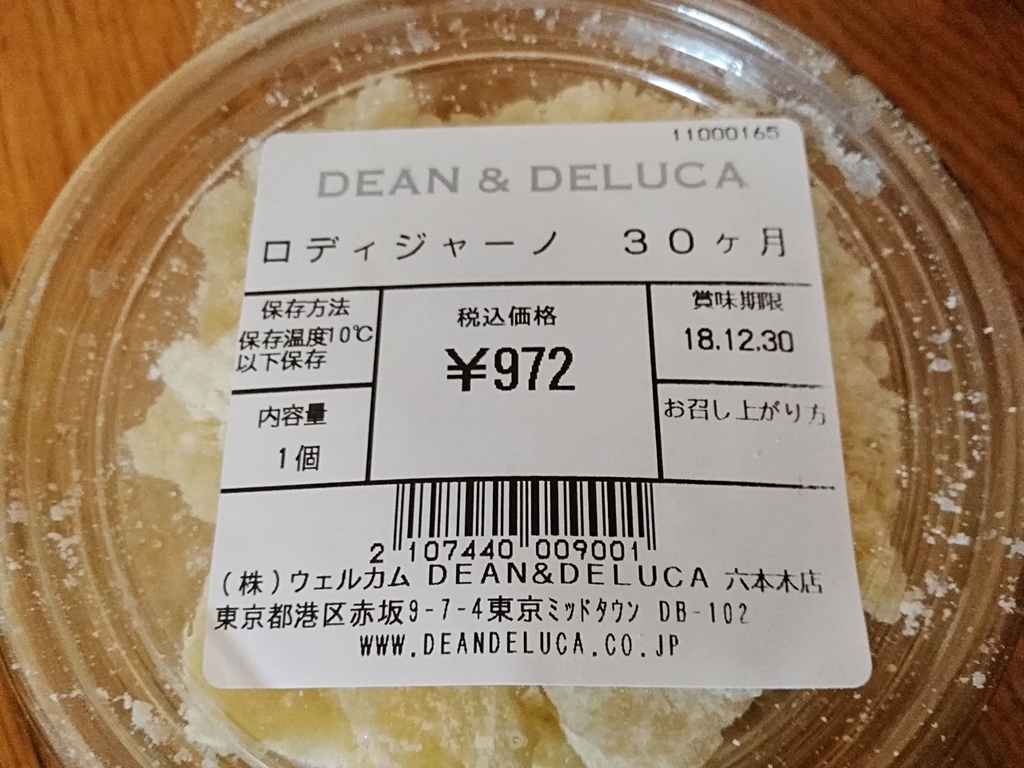 11000165
DEAN & DELUCA
ロディジャーノ 30ヶ月
保存方法
保存温度10℃
以下保存
税込価格
¥972
賞味期限
18.12.30
内容量
1個
お召し上がり方
2 107440 009001
(株)ウェルカム DEAN&DELUCA 六本木店
東京都港区赤坂9-7-4東京ミッドタウン DB-102
WWW.DEANDELUCA.CO.JP